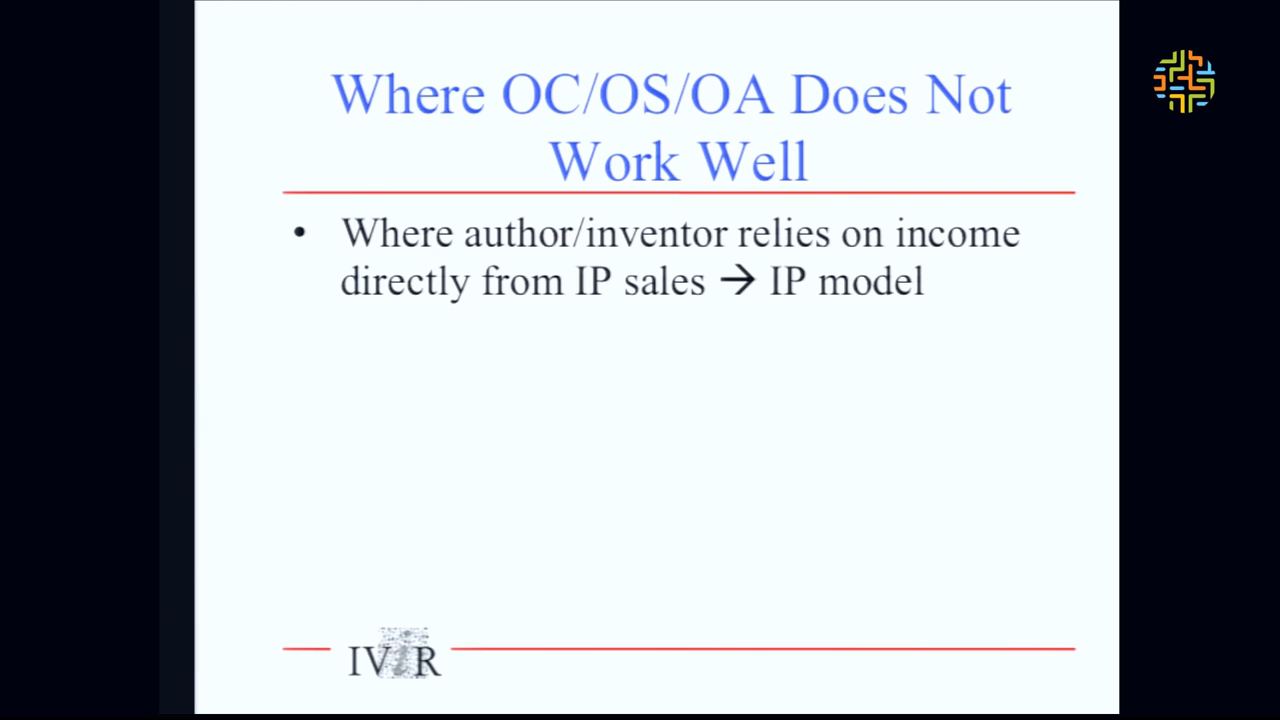 Where OC/OS/OA Does Not
Work Well
• Where author/inventor relies on income
directly from IP sales → IP model
IViR